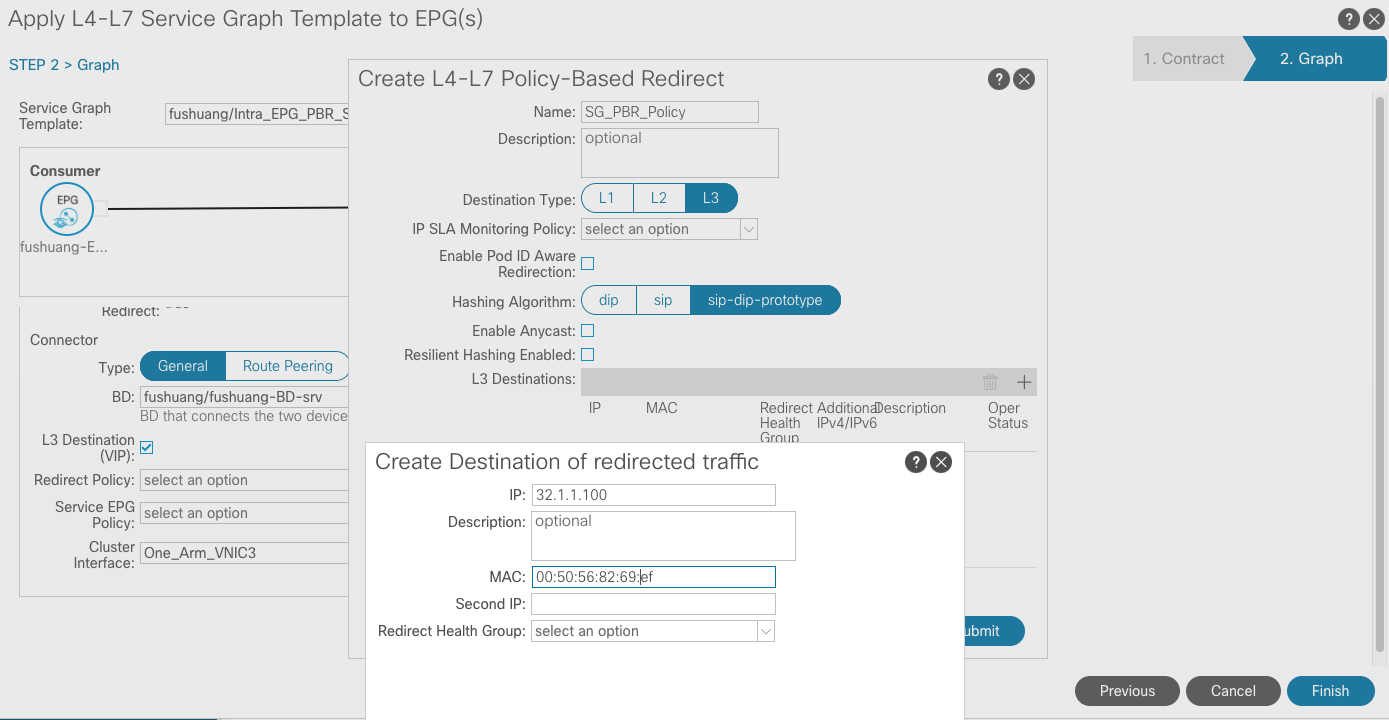 Apply L4-L7 Service Graph Template to EPG(s)
STEP 2 > Graph
1. Contract
2. Graph
Service Graph
Template:
fushuang/Intra_EPG_PBR_S
Consumer
EPG
fushuang-E...
Redirect:
Connector
Type:
General
Route Peering
BD:
fushuang/fushuang-BD-srv
BD that connects the two device
L3 Destination
(VIP):
Redirect Policy:
select an option
Service EPG
Policy:
select an option
Cluster
Interface:
One_Arm_VNIC3
Create L4-L7 Policy-Based Redirect
Name:
SG_PBR_Policy
Description:
optional
Destination Type:
L1
L2
L3
IP SLA Monitoring Policy:
select an option
Enable Pod ID Aware
Redirection:
Hashing Algorithm:
dip
sip
sip-dip-prototype
Enable Anycast:
Resilient Hashing Enabled:
L3 Destinations:
IP
MAC
Redirect
Health
Group
Additional
IPv4/IPv6
Description
Oper
Status
Create Destination of redirected traffic
IP:
32.1.1.100
Description:
optional
MAC:
00:50:56:82:69:ef
Second IP:
Redirect Health Group:
select an option
ubmit
Previous
Cancel
Finish